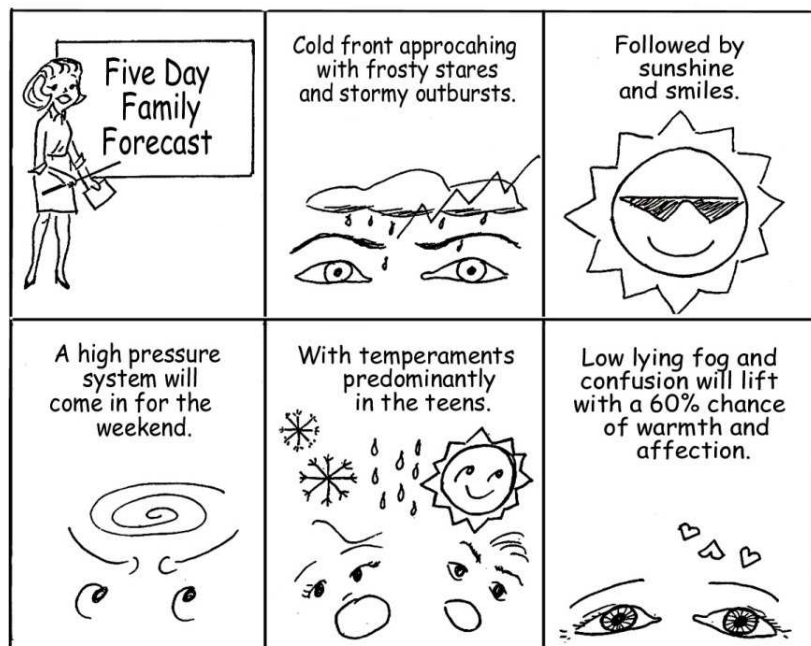 Five Day
Family
Forecast
Cold front approcahing
with frosty stares
and stormy outbursts.
Followed by
sunshine
and smiles.
A high pressure
system will
come in for the
weekend.
With temperaments
predominantly
in the teens.
Low lying fog and
confusion will lift
with a 60% chance
of warmth and
affection.